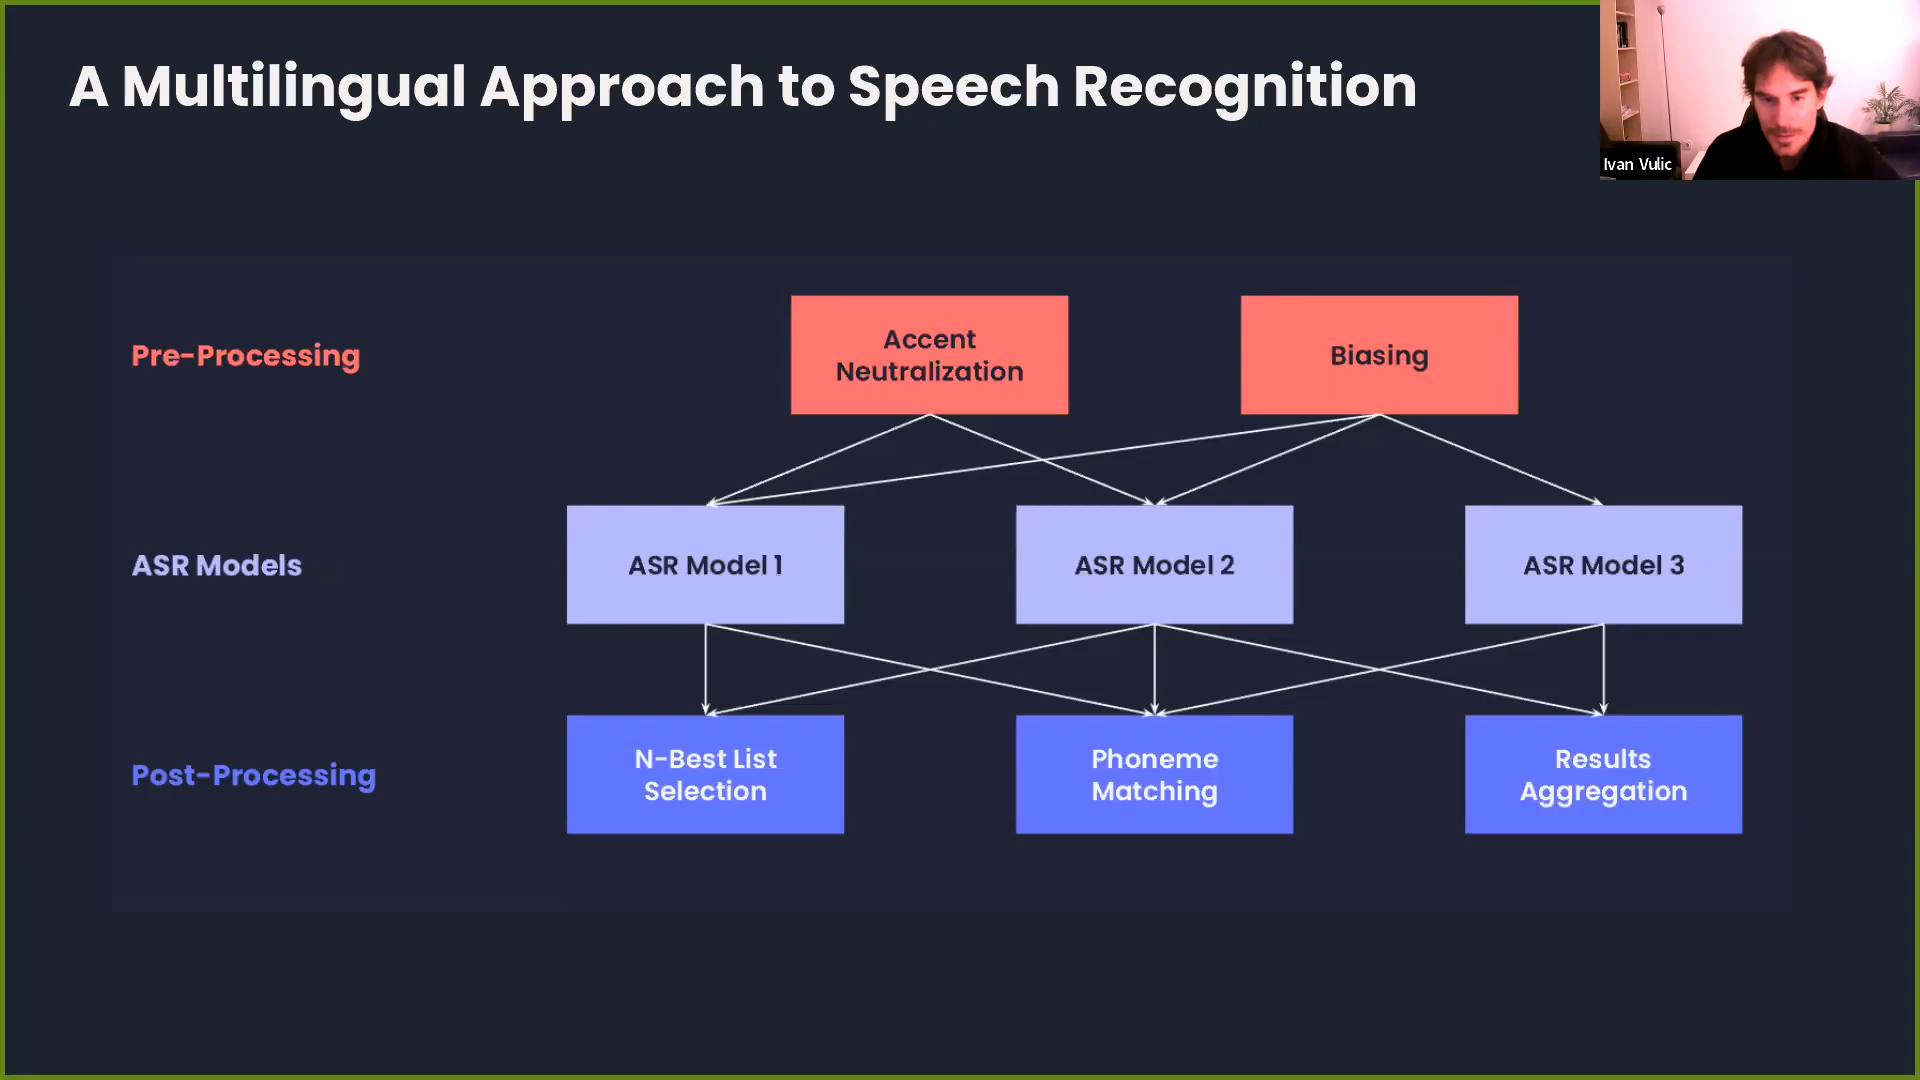 A Multilingual Approach to Speech Recognition
Ivan Vulic
Pre-Processing
Accent
Neutralization
Biasing
ASR Models
ASR Model 1
ASR Model 2
ASR Model 3
Post-Processing
N-Best List
Selection
Phoneme
Matching
Results
Aggregation